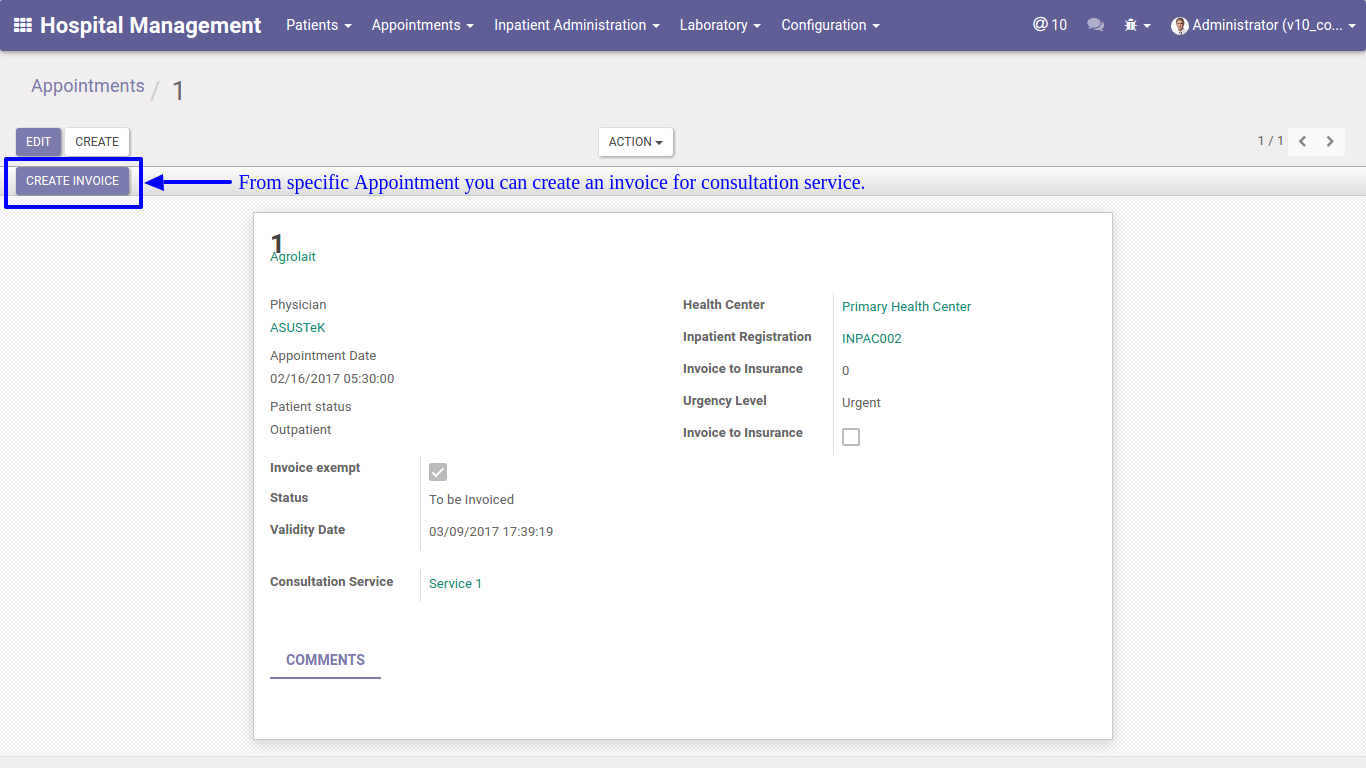 Hospital Management Patients Appointments Inpatient Administration Laboratory Configuration @ 10 Administrator (v10_co...
Appointments / 1
EDIT CREATE ACTION 1 / 1
CREATE INVOICE From specific Appointment you can create an invoice for consultation service.
1
Agrolait
Physician
ASUSTeK
Appointment Date
02/16/2017 05:30:00
Patient status
Outpatient
Health Center Primary Health Center
Inpatient Registration INPAC002
Invoice to Insurance 0
Urgency Level Urgent
Invoice to Insurance
Invoice exempt
Status To be Invoiced
Validity Date 03/09/2017 17:39:19
Consultation Service Service 1
COMMENTS